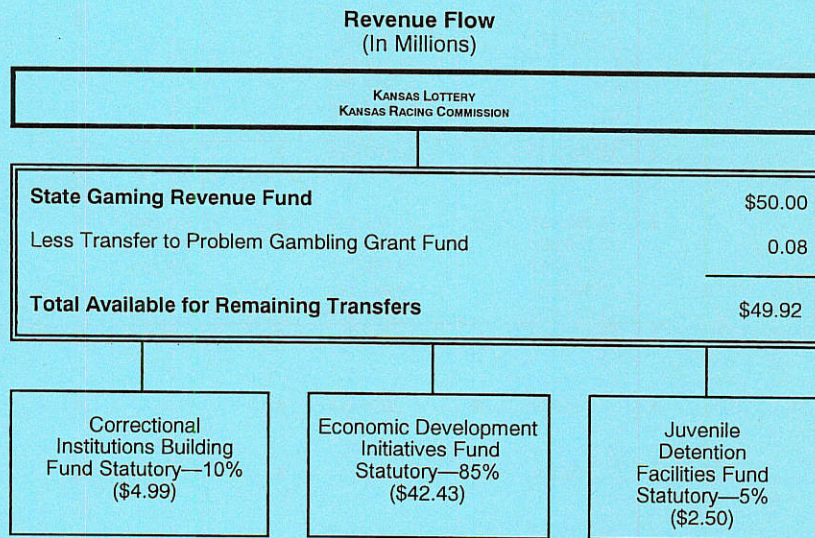 Revenue Flow
(In Millions)
KANSAS LOTTERY
KANSAS RACING COMMISSION
State Gaming Revenue Fund $50.00
Less Transfer to Problem Gambling Grant Fund 0.08
Total Available for Remaining Transfers $49.92
Correctional
Institutions Building
Fund Statutory—10%
($4.99)
Economic Development
Initiatives Fund
Statutory—85%
($42.43)
Juvenile
Detention
Facilities Fund
Statutory—5%
($2.50)